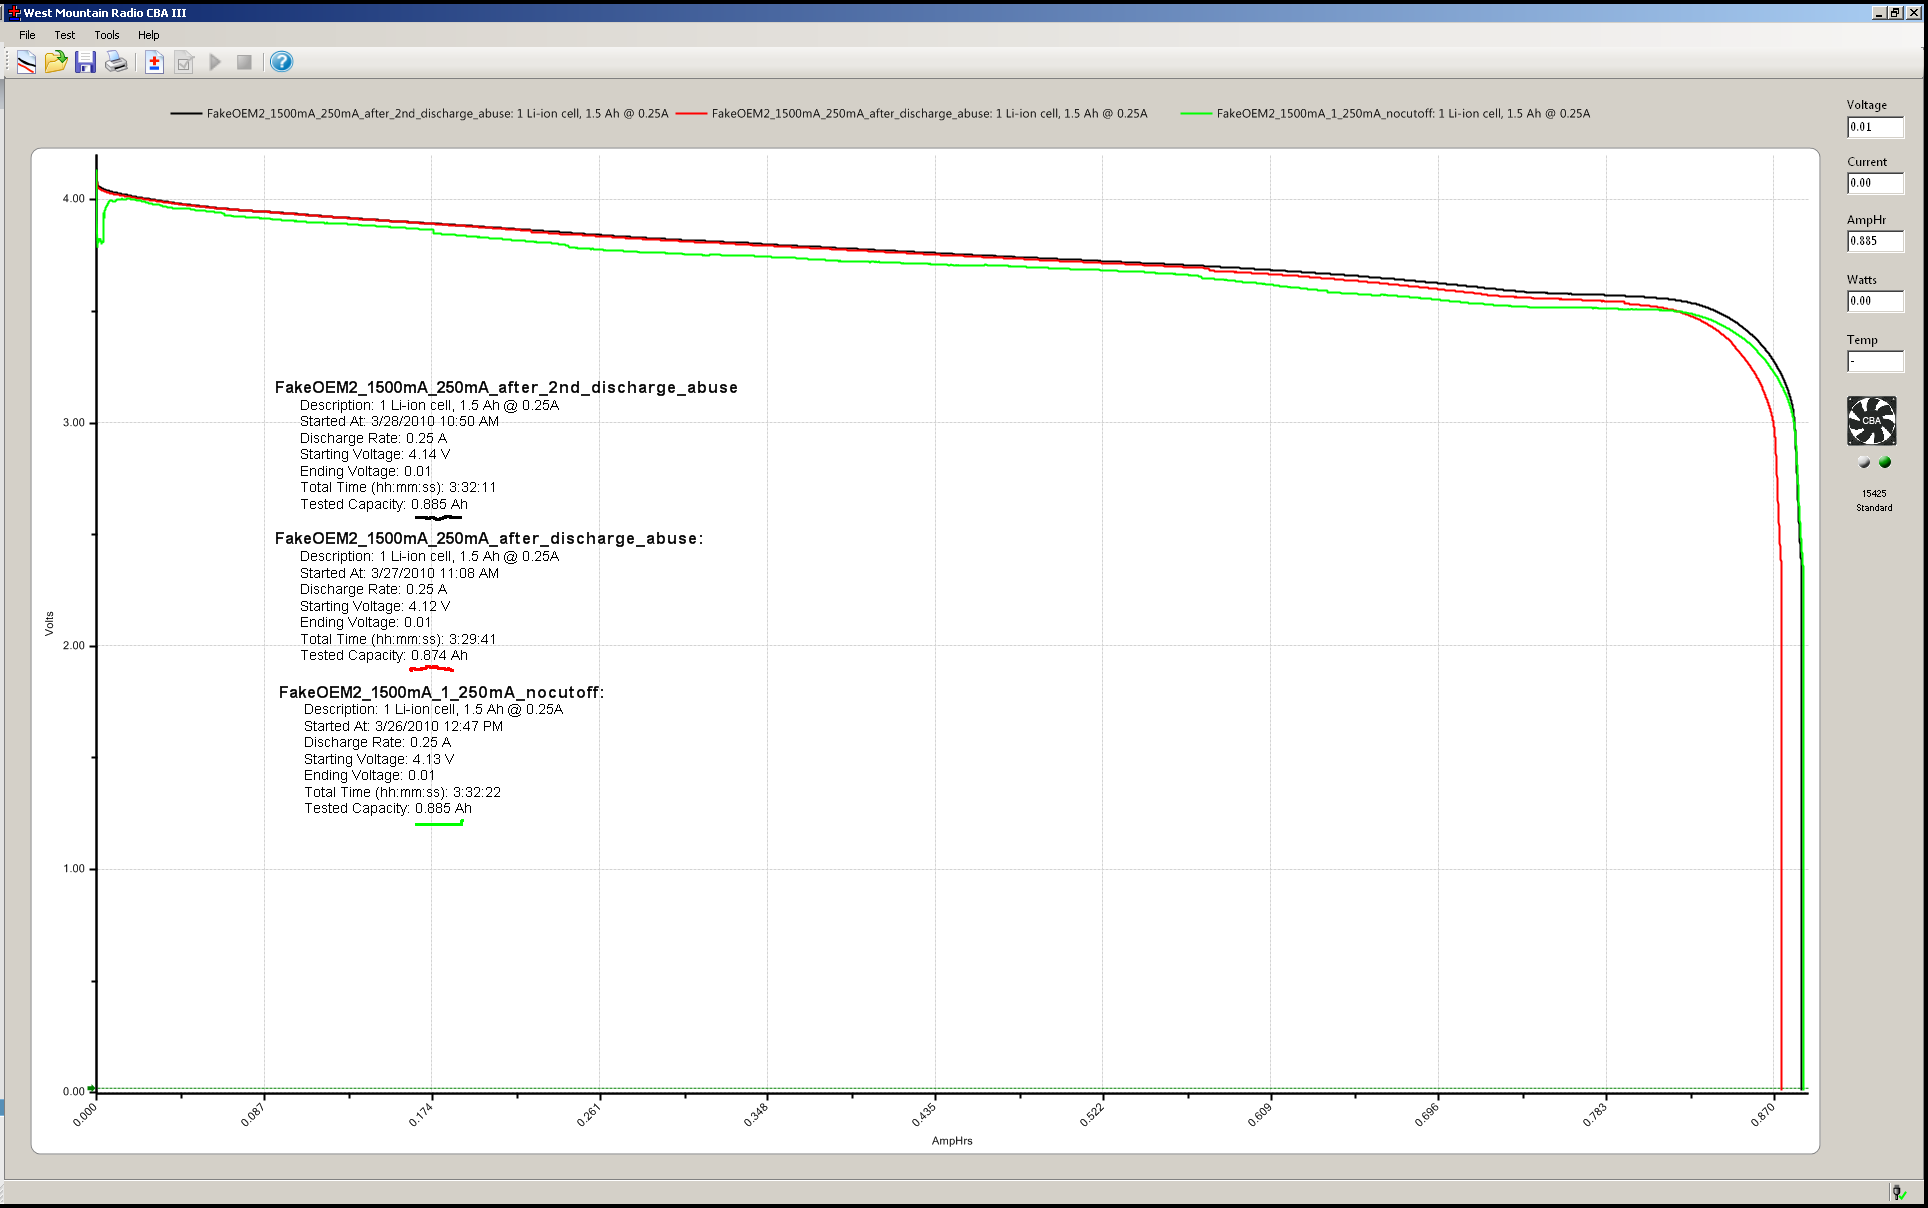 West Mountain Radio CBA III
File Test Tools Help
FakeOEM2_1500mA_250mA_after_2nd_discharge_abuse: 1 Li-ion cell, 1.5 Ah @ 0.25A FakeOEM2_1500mA_250mA_after_discharge_abuse: 1 Li-ion cell, 1.5 Ah @ 0.25A FakeOEM2_1500mA_1_250mA_nocutoff: 1 Li-ion cell, 1.5 Ah @ 0.25A
Voltage
0.01
Current
0.00
AmpHr
0.885
Watts
0.00
Temp
-
CBA
15425
Standard
4.00
3.00
2.00
1.00
0.00
Volts
FakeOEM2_1500mA_250mA_after_2nd_discharge_abuse
Description: 1 Li-ion cell, 1.5 Ah @ 0.25A
Started At: 3/28/2010 10:50 AM
Discharge Rate: 0.25 A
Starting Voltage: 4.14 V
Ending Voltage: 0.01
Total Time (hh:mm:ss): 3:32:11
Tested Capacity: 0.885 Ah
FakeOEM2_1500mA_250mA_after_discharge_abuse:
Description: 1 Li-ion cell, 1.5 Ah @ 0.25A
Started At: 3/27/2010 11:08 AM
Discharge Rate: 0.25 A
Starting Voltage: 4.12 V
Ending Voltage: 0.01
Total Time (hh:mm:ss): 3:29:41
Tested Capacity: 0.874 Ah
FakeOEM2_1500mA_1_250mA_nocutoff:
Description: 1 Li-ion cell, 1.5 Ah @ 0.25A
Started At: 3/26/2010 12:47 PM
Discharge Rate: 0.25 A
Starting Voltage: 4.13 V
Ending Voltage: 0.01
Total Time (hh:mm:ss): 3:32:22
Tested Capacity: 0.885 Ah
0.000 0.087 0.174 0.261 0.348 0.435 0.522 0.609 0.696 0.783 0.870
AmpHrs